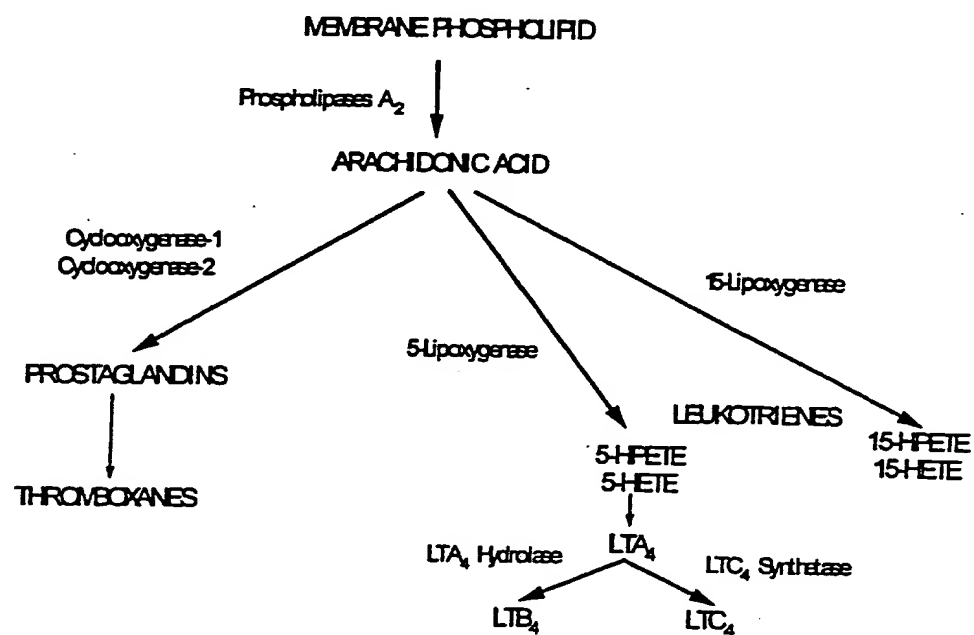 MEMBRANE PHOSPHOLIPID
Phospholipases A₂
ARACHIDONIC ACID
Cyclooxygenase-1
Cyclooxygenase-2
15-Lipoxygenase
5-Lipoxygenase
PROSTAGLANDINS
LEUKOTRIENES
15-HPETE
15-HETE
5-HPETE
5-HETE
THROMBOXANES
LTA₄
LTA₄ Hydrolase
LTC₄ Synthetase
LTB₄
LTC₄